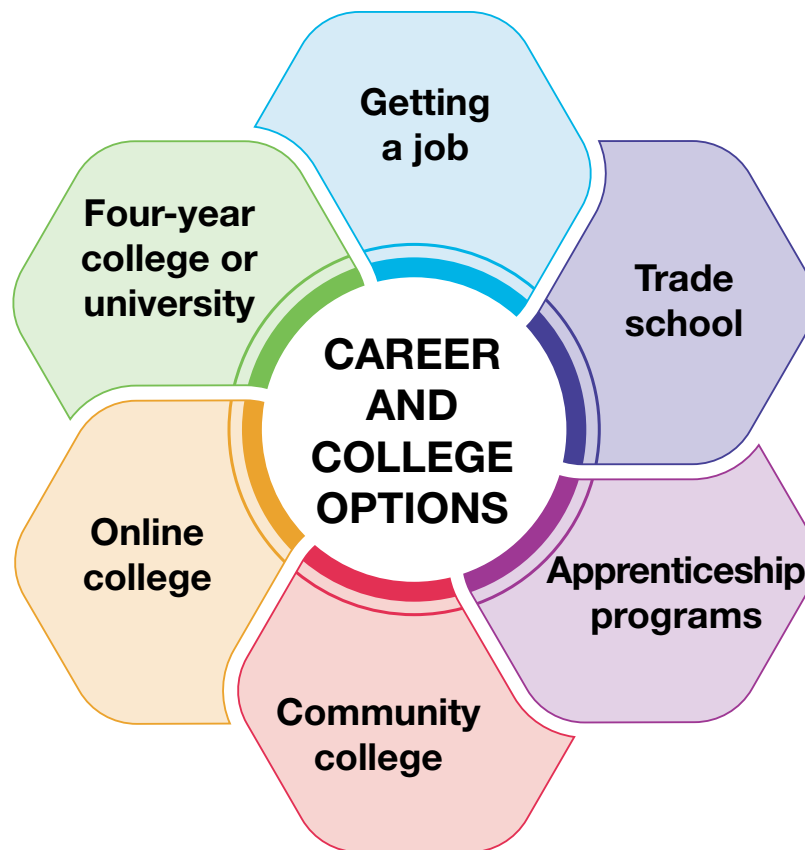 Getting
a job
Trade
school
Apprenticeship
programs
Community
college
Online
college
Four-year
college or
university
CAREER
AND
COLLEGE
OPTIONS